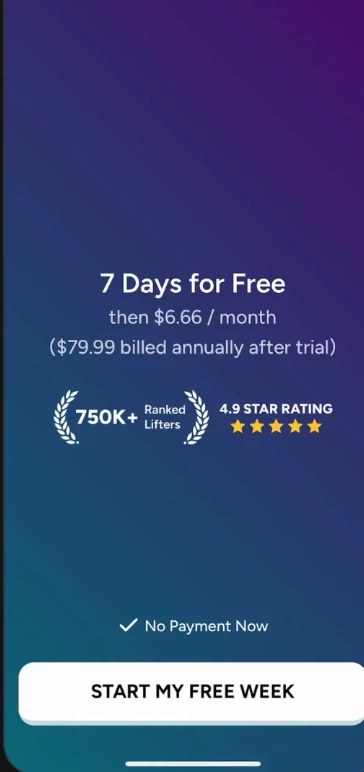 7 Days for Free
then $6.66 / month
($79.99 billed annually after trial)
750K+ Ranked Lifters
4.9 STAR RATING
No Payment Now
START MY FREE WEEK